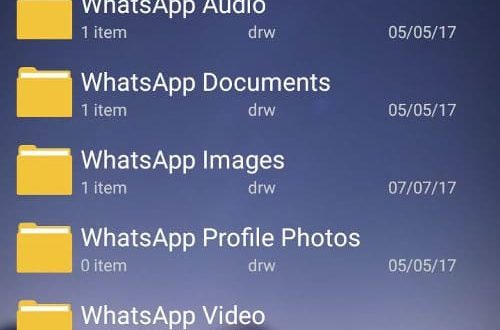 WhatsApp Audio
1 item drw 05/05/17
WhatsApp Documents
1 item drw 05/05/17
WhatsApp Images
1 item drw 07/07/17
WhatsApp Profile Photos
0 item drw 05/05/17
WhatsApp Video